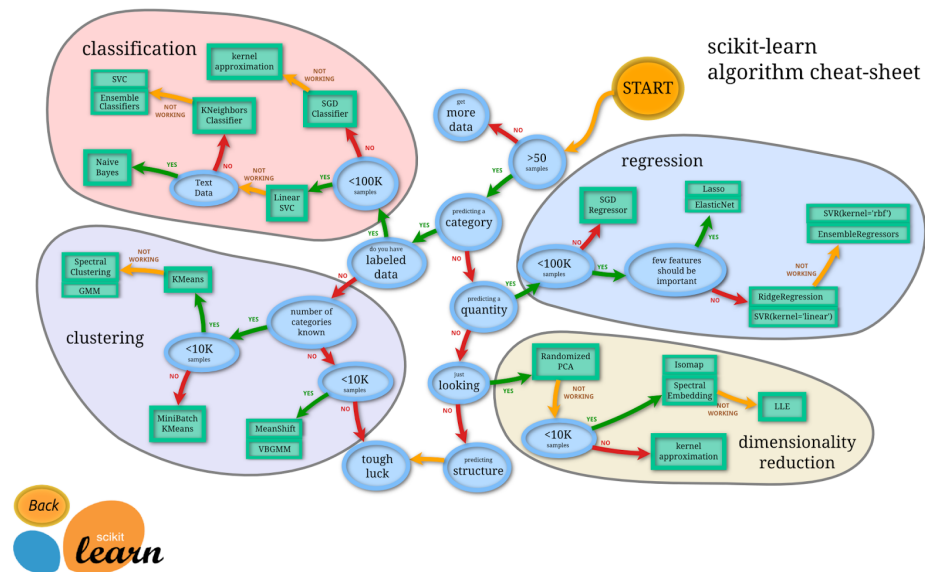 scikit-learn
algorithm cheat-sheet
START
get
more
data
NO
>50
samples
YES
predicting a
category
YES
NO
do you have
labeled
data
YES
NO
predicting a
quantity
YES
NO
just
looking
YES
NO
predicting
structure
tough
luck
classification
kernel
approximation
NOT
WORKING
SVC
Ensemble
Classifiers
NOT
WORKING
KNeighbors
Classifier
SGD
Classifier
NO
Naive
Bayes
YES
NO
Text
Data
NOT
WORKING
Linear
SVC
YES
<100K
samples
regression
SGD
Regressor
NO
<100K
samples
YES
Lasso
ElasticNet
YES
few features
should be
important
NO
SVR(kernel='rbf')
EnsembleRegressors
NOT
WORKING
RidgeRegression
SVR(kernel='linear')
clustering
Spectral
Clustering
GMM
NOT
WORKING
KMeans
YES
<10K
samples
NO
MiniBatch
KMeans
YES
number of
categories
known
NO
<10K
samples
YES
NO
MeanShift
VBGMM
dimensionality
reduction
Randomized
PCA
NOT
WORKING
<10K
samples
YES
NO
Isomap
Spectral
Embedding
NOT
WORKING
LLE
kernel
approximation
Back
scikit
learn